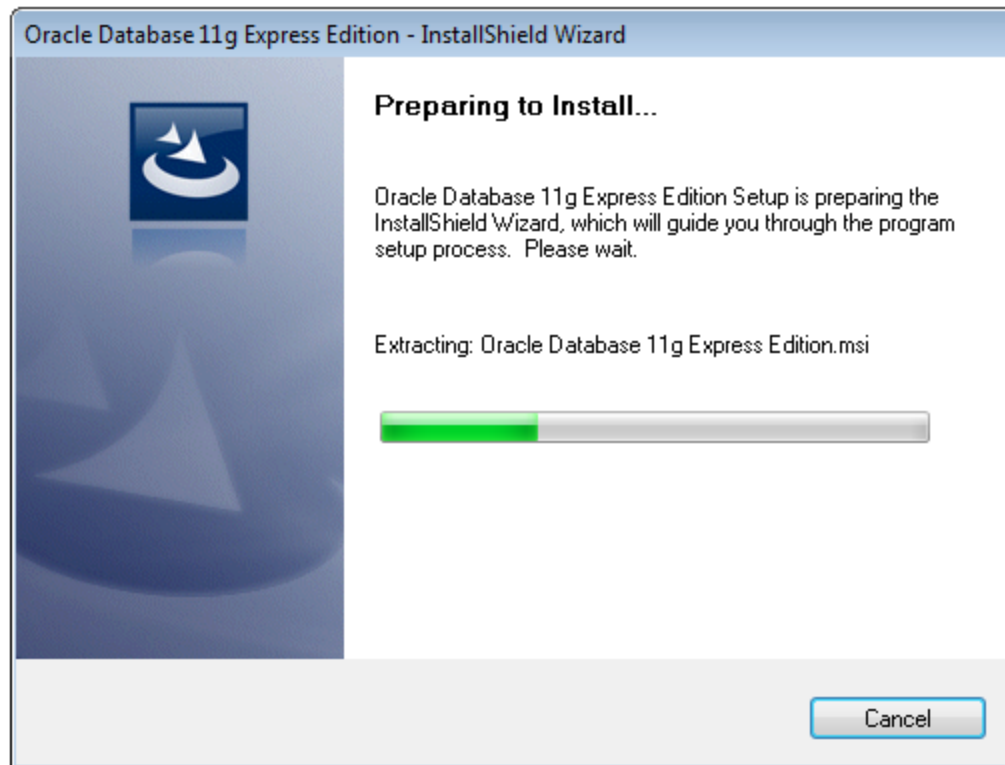 Oracle Database 11g Express Edition - InstallShield Wizard
Preparing to Install...
Oracle Database 11g Express Edition Setup is preparing the
InstallShield Wizard, which will guide you through the program
setup process.  Please wait.
Extracting: Oracle Database 11g Express Edition.msi
Cancel